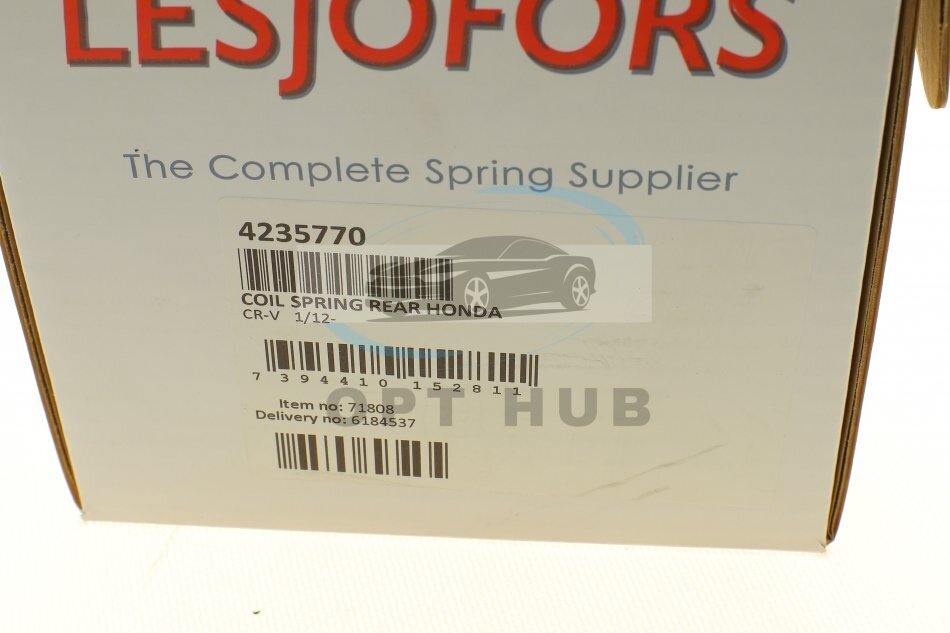 LESJÖFORS
The Complete Spring Supplier
4235770
COIL SPRING REAR HONDA
CR-V 1/12-
7 394410 152811
Item no: 71808
Delivery no: 6184537
OPT HUB